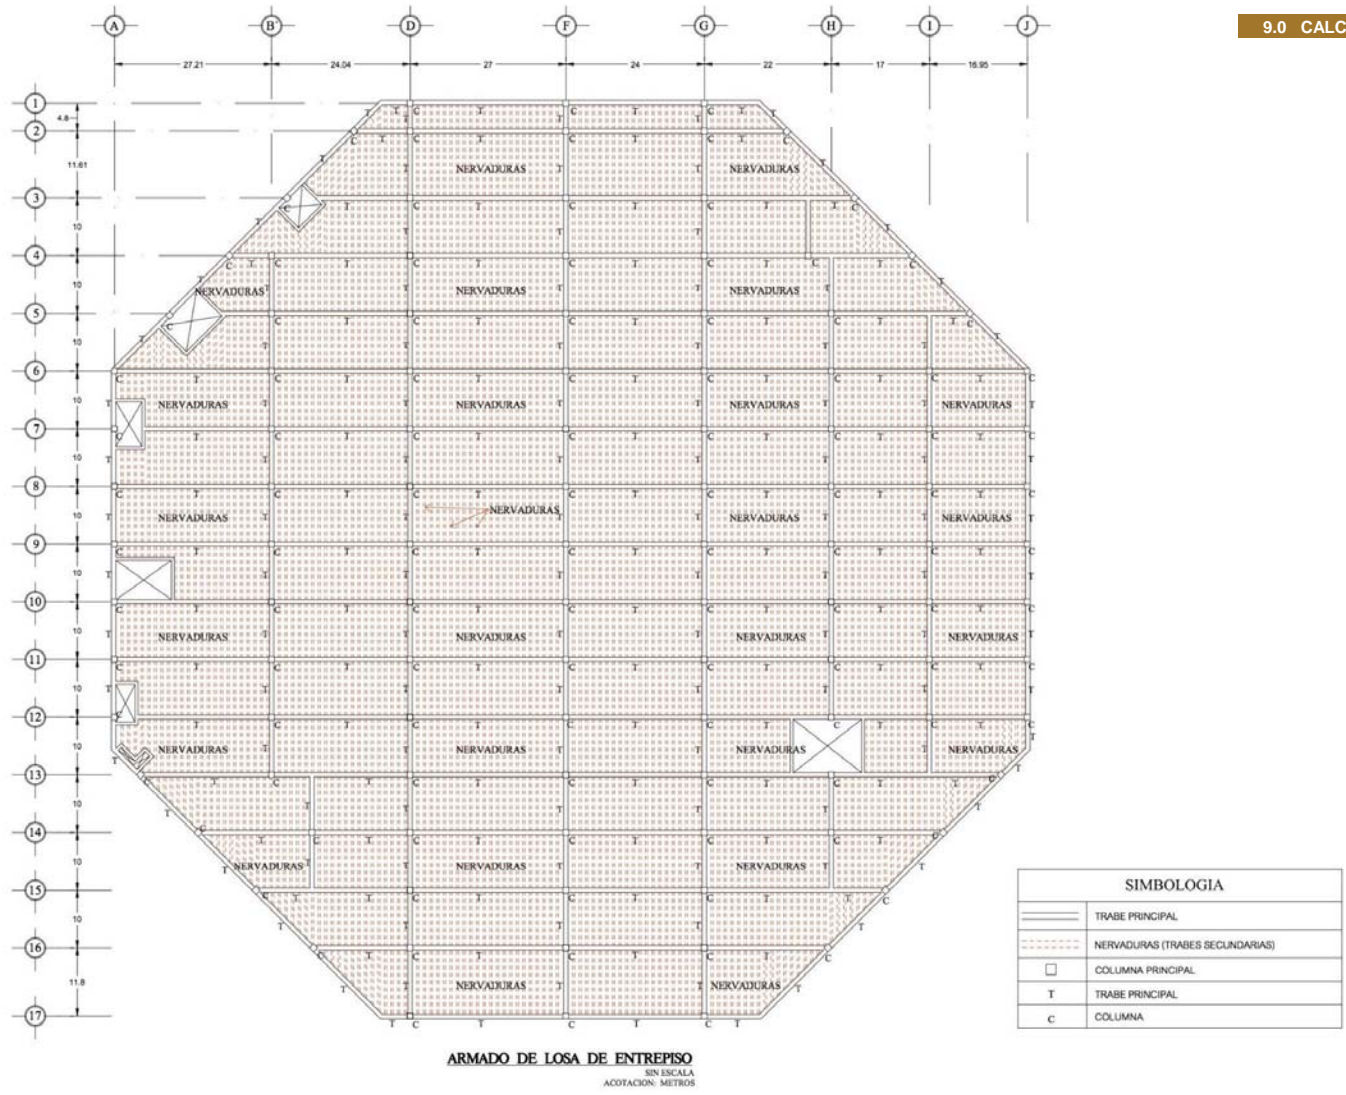 A B' D F G H I J
9.0 CALC
27.21 24.04 27 24 22 17 16.95
1
4.8
2
11.61
NERVADURAS NERVADURAS
3
10
4
10
NERVADURAS NERVADURAS NERVADURAS
5
10
6
10
NERVADURAS NERVADURAS NERVADURAS NERVADURAS
7
10
8
10
NERVADURAS NERVADURAS NERVADURAS NERVADURAS
9
10
10
10
NERVADURAS NERVADURAS NERVADURAS NERVADURAS
11
10
12
10
NERVADURAS NERVADURAS NERVADURAS NERVADURAS
13
10
14
10
NERVADURAS NERVADURAS NERVADURAS
15
10
16
11.8
NERVADURAS NERVADURAS
17
SIMBOLOGIA
TRABE PRINCIPAL
NERVADURAS (TRABES SECUNDARIAS)
COLUMNA PRINCIPAL
T TRABE PRINCIPAL
C COLUMNA
ARMADO DE LOSA DE ENTREPISO
SIN ESCALA
ACOTACION: METROS